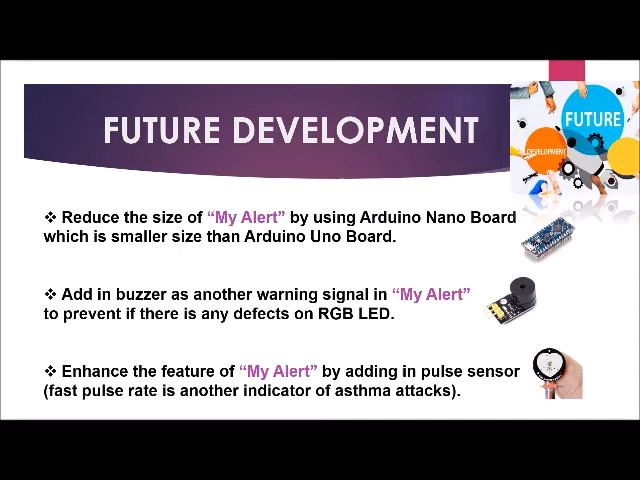 FUTURE DEVELOPMENT
FUTURE
DEVELOPMENT
❖ Reduce the size of “My Alert” by using Arduino Nano Board
which is smaller size than Arduino Uno Board.
❖ Add in buzzer as another warning signal in “My Alert”
to prevent if there is any defects on RGB LED.
❖ Enhance the feature of “My Alert” by adding in pulse sensor
(fast pulse rate is another indicator of asthma attacks).